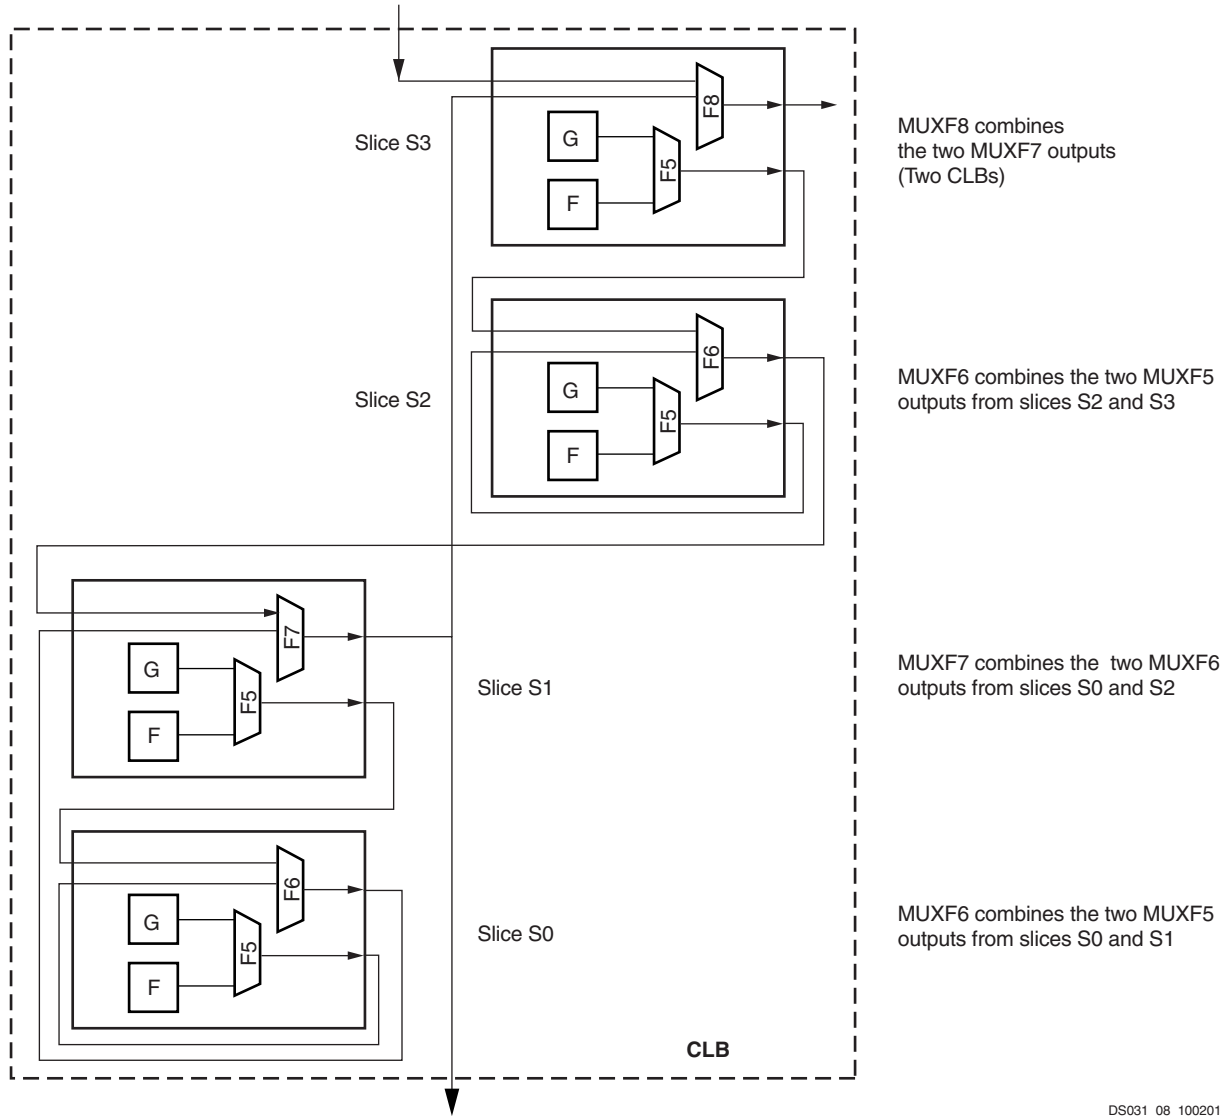 F8
Slice S3
G
F5
F
MUXF8 combines
the two MUXF7 outputs
(Two CLBs)
F6
Slice S2
G
F5
F
MUXF6 combines the two MUXF5
outputs from slices S2 and S3
F7
G
F5
F
Slice S1
MUXF7 combines the two MUXF6
outputs from slices S0 and S2
F6
G
F5
F
Slice S0
MUXF6 combines the two MUXF5
outputs from slices S0 and S1
CLB
DS031_08_100201